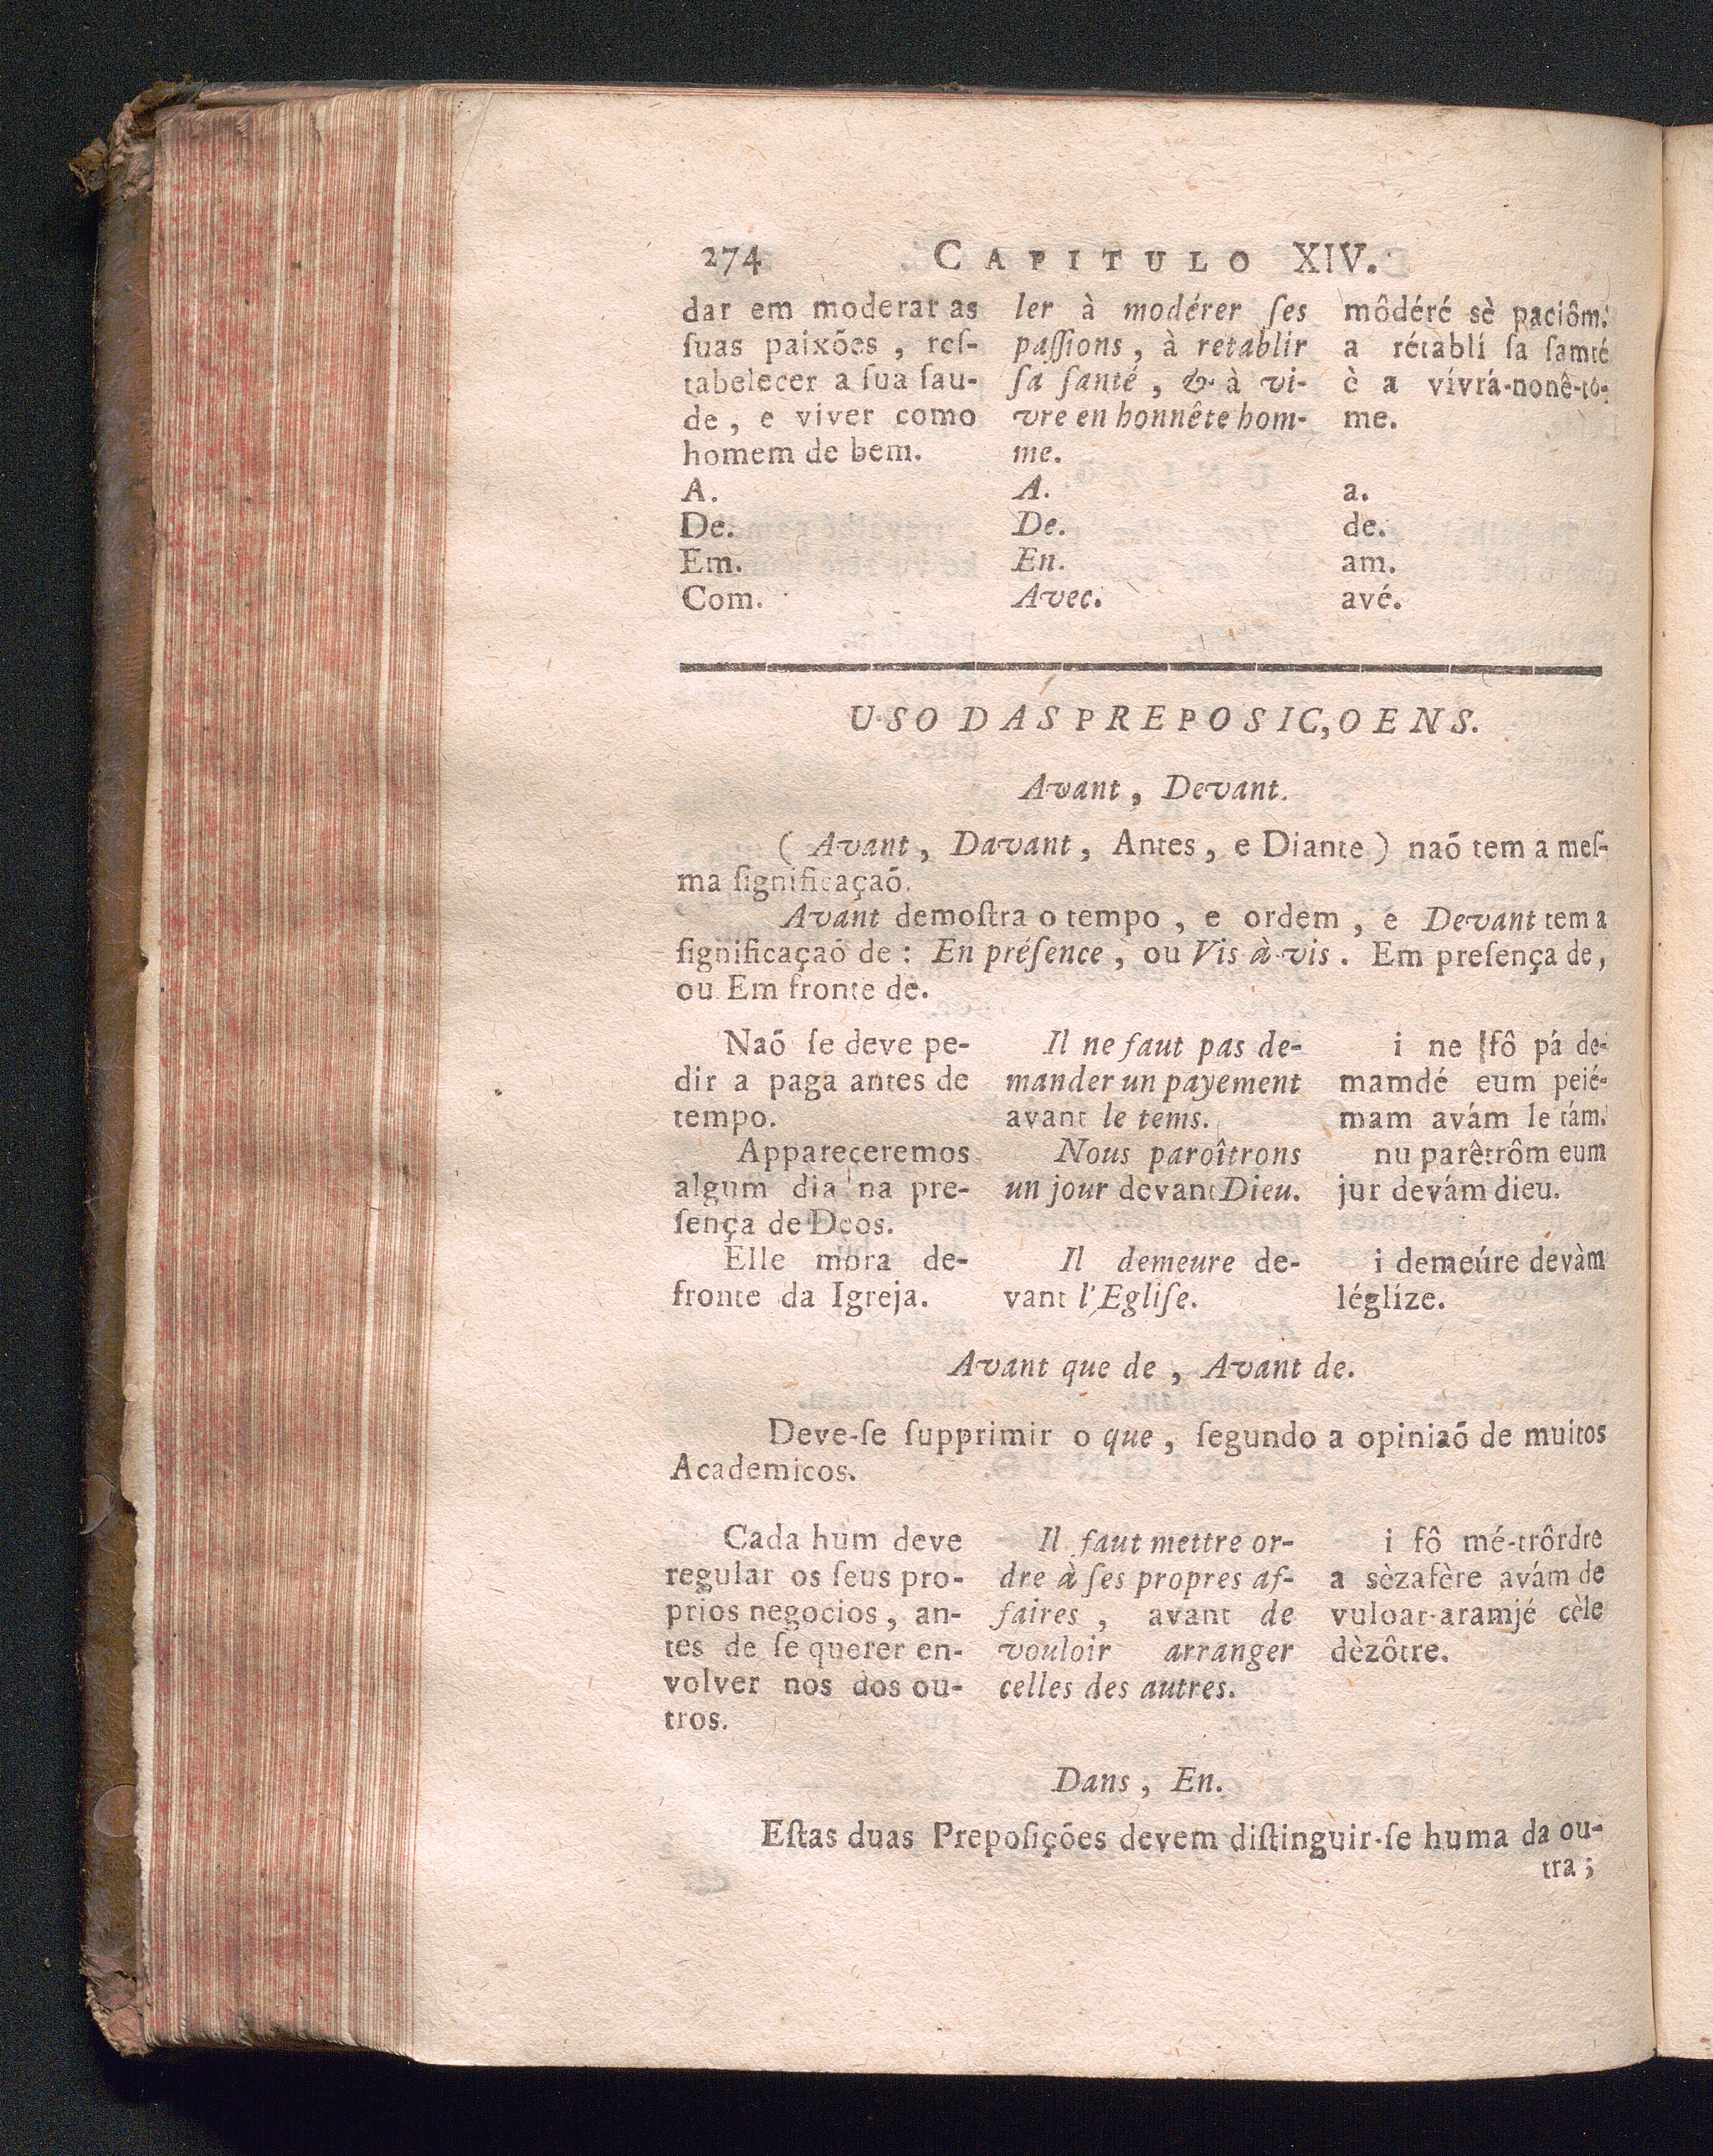 274 CAPITULO XIV.
dar em moderar as
ſuas paixões , reſ-
tabelecer a ſua ſau-
de , e viver como
homem de bem.
A.
De.
Em.
Com.
ler à modérer ſes
paſſions , à retablir
ſa ſanté , & à vi-
vre en honnête hom-
me.
A.
De.
En.
Avec.
môdéré sè paciôm.
a rétablí ſa ſamté
è a vívrá-nonê-tô-
me.
a.
de.
am.
avé.
USO DAS PREPOSIC,OENS.
Avant , Devant.
( Avant , Davant , Antes , e Diante ) naõ tem a meſ-
ma ſignificaçaõ.
Avant demoſtra o tempo , e ordem , e Devant tem a
ſignificaçaõ de : En préſence , ou Vis à-vis . Em preſença de ,
ou Em fronte de.
Naõ ſe deve pe-
dir a paga antes de
tempo.
Appareceremos
algum dia na pre-
ſença de Deos.
Elle mora de-
fronte da Igreja.
Il ne faut pas de-
mander un payement
avant le tems.
Nous paroîtrons
un jour devant Dieu.
Il demeure de-
vant l'Egliſe.
i ne fô pá de-
mamdé eum peié-
mam avám le tám.
nu parêtrôm eum
jur devám dieu.
i demeúre devàm
léglíze.
Avant que de , Avant de.
Deve-ſe ſupprimir o que , ſegundo a opiniaõ de muitos
Academicos.
Cada hum deve
regular os ſeus pro-
prios negocios , an-
tes de ſe querer en-
volver nos dos ou-
tros.
Il faut mettre or-
dre à ſes propres af-
faires , avant de
vouloir arranger
celles des autres.
i fô mé-trôrdre
a sèzafère avám de
vuloar-aramjé cèle
dèzôtre.
Dans , En.
Eſtas duas Prepoſições devem diſtinguir-ſe huma da ou-
tra ;